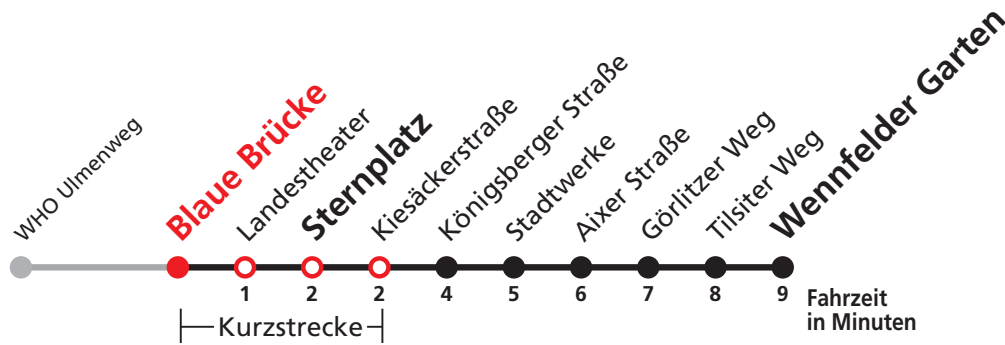 WHO Ulmenweg
Blaue Brücke
Landestheater
Sternplatz
Kiesäckerstraße
Königsberger Straße
Stadtwerke
Aixer Straße
Görlitzer Weg
Tilsiter Weg
Wennfelder Garten
1 2 2 4 5 6 7 8 9
Fahrzeit
in Minuten
Kurzstrecke